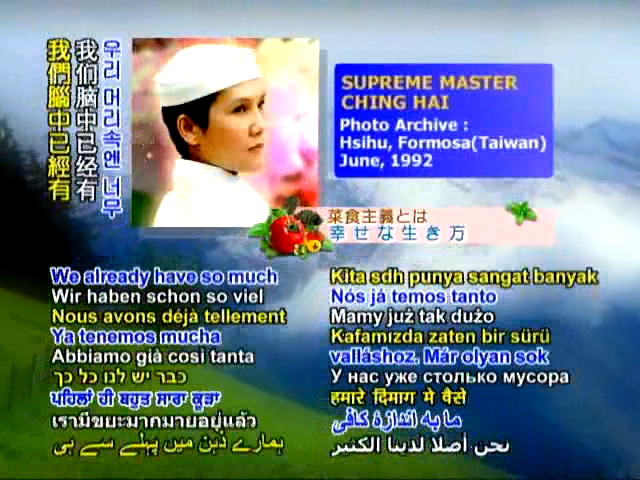 我們腦中已經有
我们脑中已经有
우리 머리속엔 너무
SUPREME MASTER
CHING HAI
Photo Archive :
Hsihu, Formosa(Taiwan)
June, 1992
菜食主義とは
幸せな生き方
We already have so much
Wir haben schon so viel
Nous avons déjà tellement
Ya tenemos mucha
Abbiamo già così tanta
כבר יש לנו כל כך
ਪਹਿਲਾਂ ਹੀ ਬਹੁਤ ਸਾਰਾ ਕੂੜਾ
เรามีขยะมากมายอยู่แล้ว
ہمارے ذہن میں پہلے سے ہی
Kita sdh punya sangat banyak
Nós já temos tanto
Mamy już tak dużo
Kafamızda zaten bir sürü
valláshoz. Már olyan sok
У нас уже столько мусора
हमारे दिमाग मे वैसे
ما به اندازة كافى
نحن أصلا لدينا الكثير